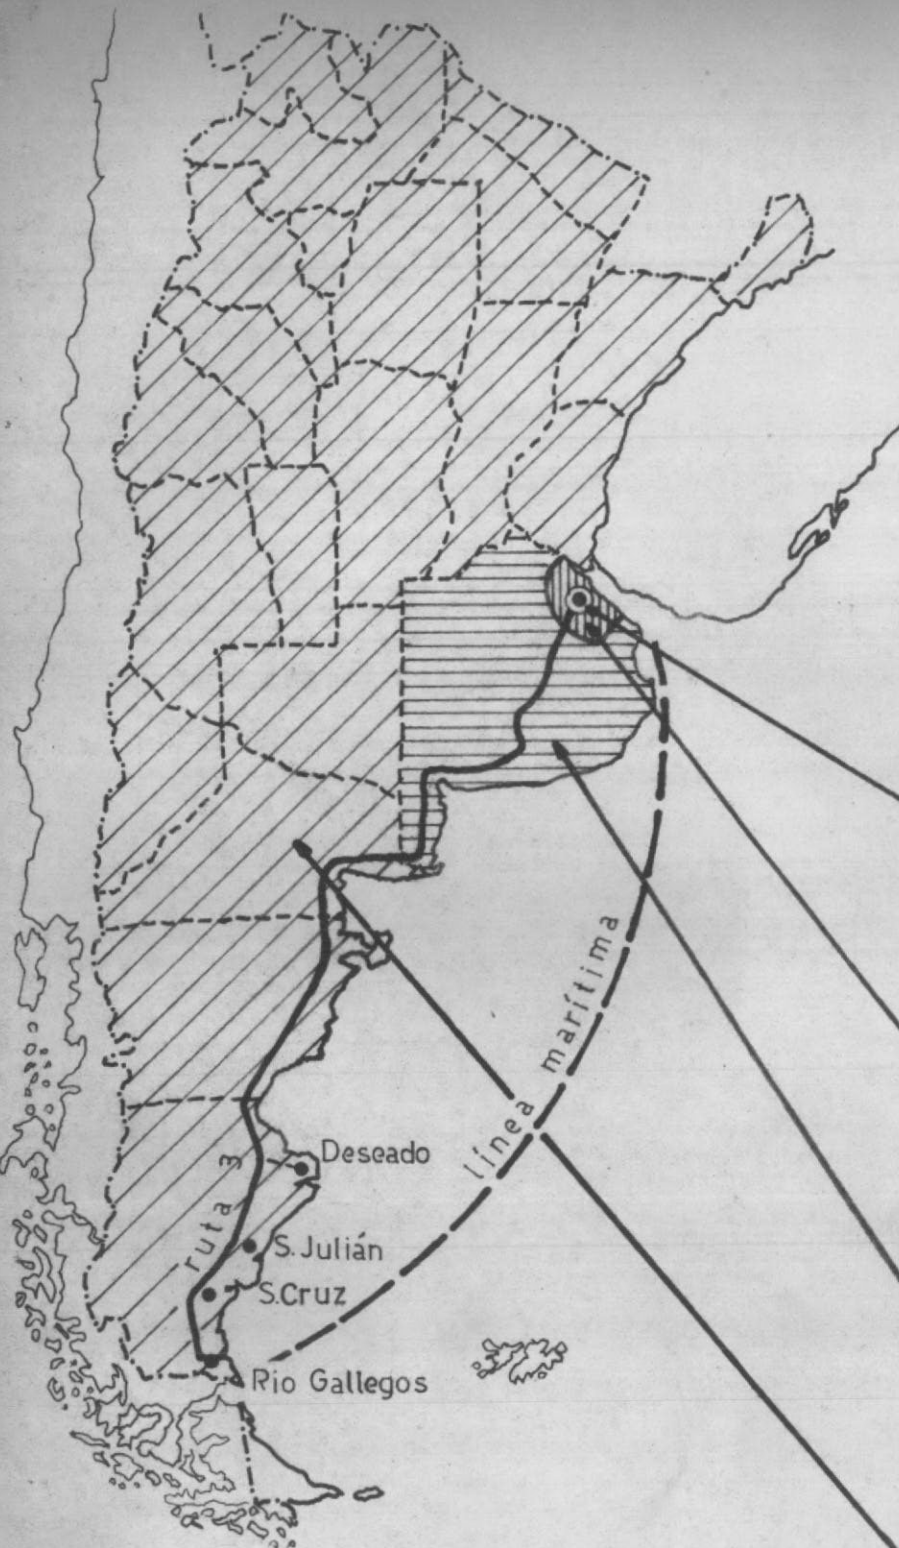 línea marítima
Deseado
ruta 3
S. Julián
S. Cruz
Rio Gallegos